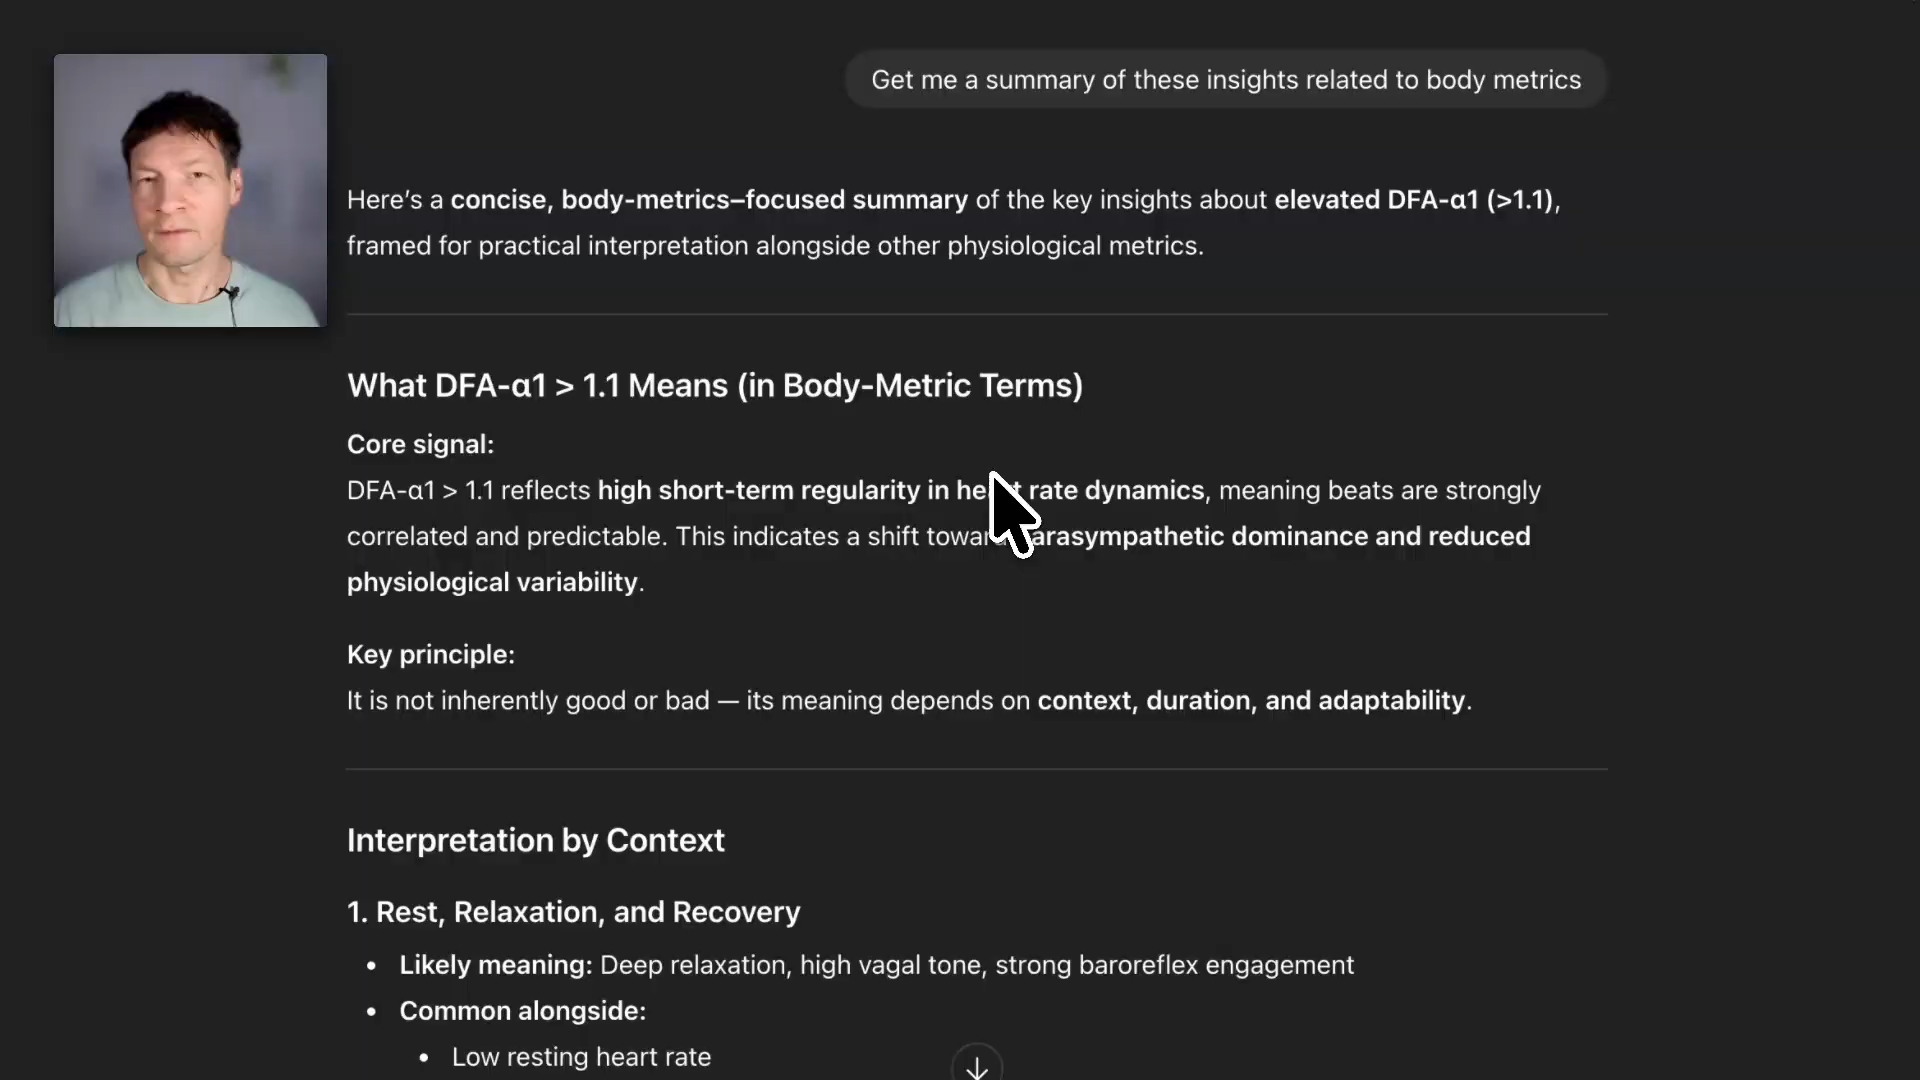 Get me a summary of these insights related to body metrics
Here's a concise, body-metrics–focused summary of the key insights about elevated DFA-α1 (>1.1),
framed for practical interpretation alongside other physiological metrics.
What DFA-α1 > 1.1 Means (in Body-Metric Terms)
Core signal:
DFA-α1 > 1.1 reflects high short-term regularity in heart rate dynamics, meaning beats are strongly
correlated and predictable. This indicates a shift toward parasympathetic dominance and reduced
physiological variability.
Key principle:
It is not inherently good or bad — its meaning depends on context, duration, and adaptability.
Interpretation by Context
1. Rest, Relaxation, and Recovery
• Likely meaning: Deep relaxation, high vagal tone, strong baroreflex engagement
• Common alongside:
• Low resting heart rate